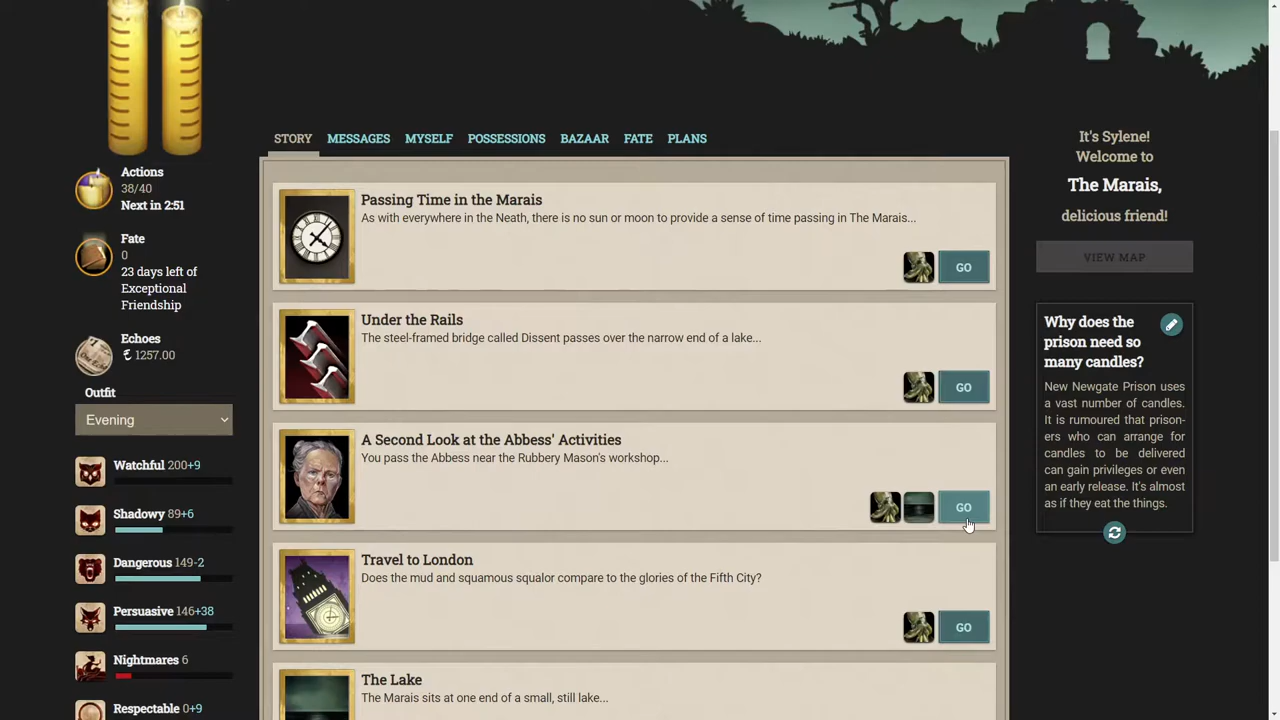 STORY MESSAGES MYSELF POSSESSIONS BAZAAR FATE PLANS
Actions
38/40
Next in 2:51
Fate
0
23 days left of
Exceptional
Friendship
Echoes
1257.00
Outfit
Evening
Watchful 200+9
Shadowy 89+6
Dangerous 149-2
Persuasive 146+38
Nightmares 6
Respectable 0+9
Passing Time in the Marais
As with everywhere in the Neath, there is no sun or moon to provide a sense of time passing in The Marais...
GO
Under the Rails
The steel-framed bridge called Dissent passes over the narrow end of a lake...
GO
A Second Look at the Abbess' Activities
You pass the Abbess near the Rubbery Mason's workshop...
GO
Travel to London
Does the mud and squamous squalor compare to the glories of the Fifth City?
GO
The Lake
The Marais sits at one end of a small, still lake...
It's Sylene!
Welcome to
The Marais,
delicious friend!
VIEW MAP
Why does the
prison need so
many candles?
New Newgate Prison uses
a vast number of candles.
It is rumoured that prison-
ers who can arrange for
candles to be delivered
can gain privileges or even
an early release. It's almost
as if they eat the things.